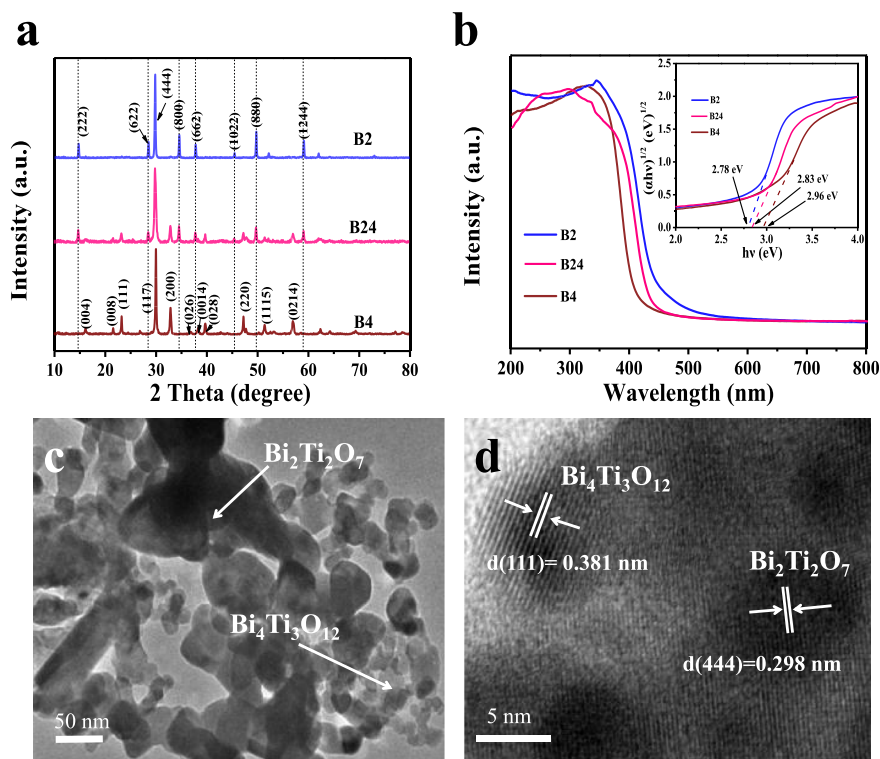 a
Intensity (a.u.)
(222)
(622)
(444)
(800)
(662)
(1022)
(880)
(1244)
B2
B24
B4
(004)
(008)
(111)
(117)
(200)
(026)
(0014)
(028)
(220)
(1115)
(0214)
10 20 30 40 50 60 70 80
2 Theta (degree)
b
Intensity (a.u.)
B2
B24
B4
200 300 400 500 600 700 800
Wavelength (nm)
(αhν)1/2 (eV)1/2
2.5
2.0
1.5
1.0
0.5
0.0
B2
B24
B4
2.78 eV
2.83 eV
2.96 eV
2.0 2.5 3.0 3.5 4.0
hν (eV)
c
Bi₂Ti₂O₇
Bi₄Ti₃O₁₂
50 nm
d
Bi₄Ti₃O₁₂
d(111)= 0.381 nm
Bi₂Ti₂O₇
d(444)=0.298 nm
5 nm